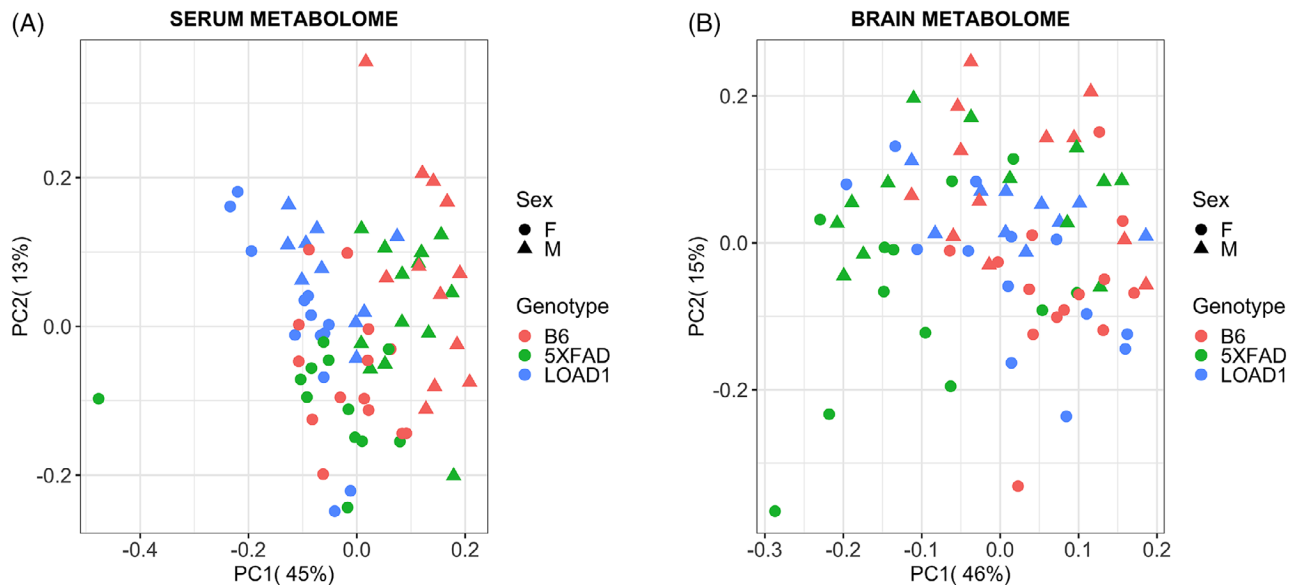 (A)
SERUM METABOLOME
PC2( 13%)
0.2
0.0
-0.2
-0.4
-0.2
0.0
0.2
PC1( 45%)
Sex
F
M
Genotype
B6
5XFAD
LOAD1
(B)
BRAIN METABOLOME
PC2( 15%)
0.2
0.0
-0.2
-0.3
-0.2
-0.1
0.0
0.1
0.2
PC1( 46%)
Sex
F
M
Genotype
B6
5XFAD
LOAD1